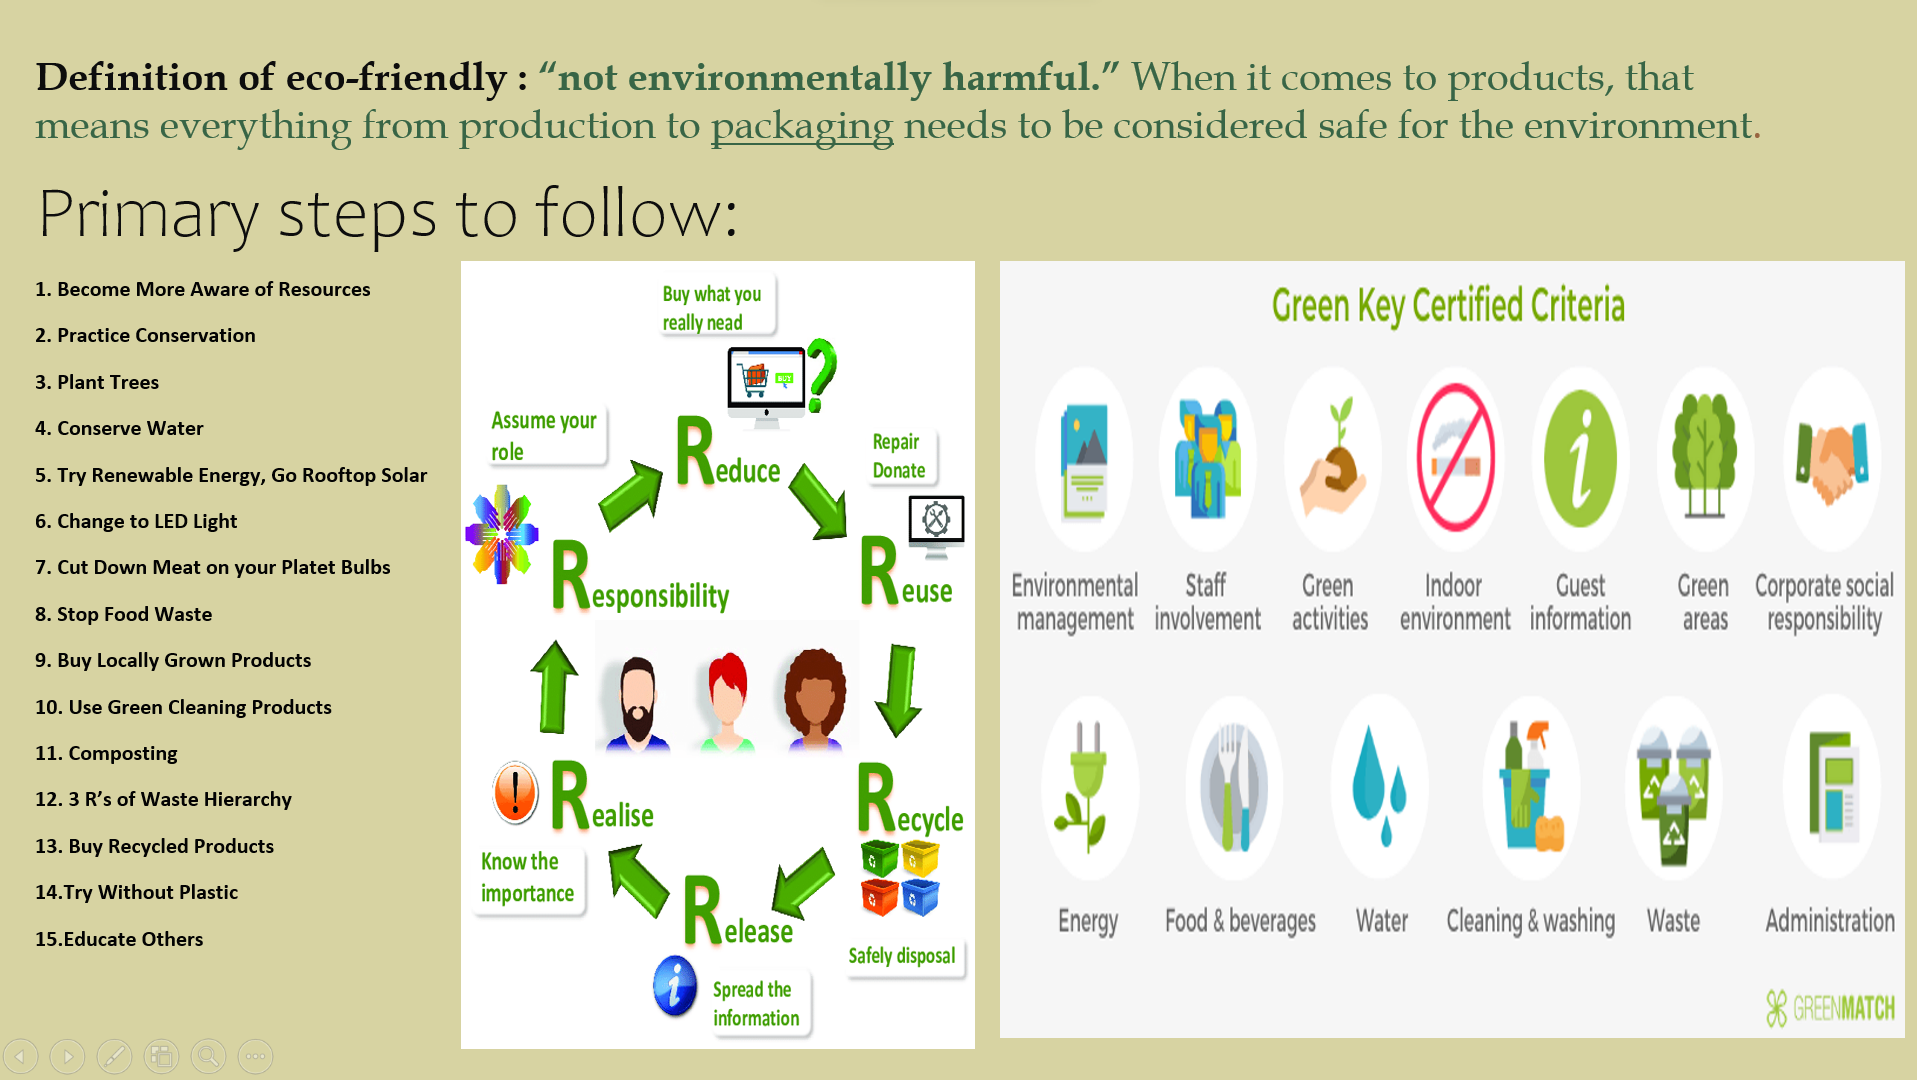 Definition of eco-friendly : “not environmentally harmful.” When it comes to products, that
means everything from production to packaging needs to be considered safe for the environment.
Primary steps to follow:
1. Become More Aware of Resources
2. Practice Conservation
3. Plant Trees
4. Conserve Water
5. Try Renewable Energy, Go Rooftop Solar
6. Change to LED Light
7. Cut Down Meat on your Platet Bulbs
8. Stop Food Waste
9. Buy Locally Grown Products
10. Use Green Cleaning Products
11. Composting
12. 3 R’s of Waste Hierarchy
13. Buy Recycled Products
14.Try Without Plastic
15.Educate Others
Buy what you
really nead
BUY
Reduce
Repair
Donate
Reuse
Recycle
Safely disposal
Release
Spread the
information
Realise
Know the
importance
Responsibility
Assume your
role
Green Key Certified Criteria
Environmental
management
Staff
involvement
Green
activities
Indoor
environment
Guest
information
Green
areas
Corporate social
responsibility
Energy
Food & beverages
Water
Cleaning & washing
Waste
Administration
GREENMATCH